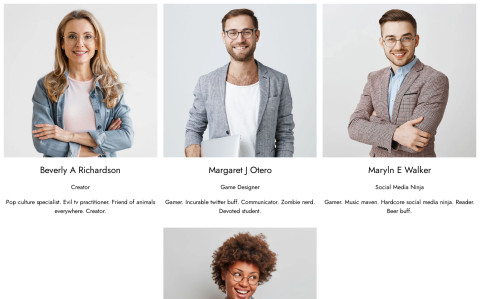 Beverly A Richardson
Creator
Pop culture specialist. Evil tv practitioner. Friend of animals
everywhere. Creator.
Margaret J Otero
Game Designer
Gamer. Incurable twitter buff. Communicator. Zombie nerd.
Devoted student.
Maryln E Walker
Social Media Ninja
Gamer. Music maven. Hardcore social media ninja. Reader.
Beer buff.